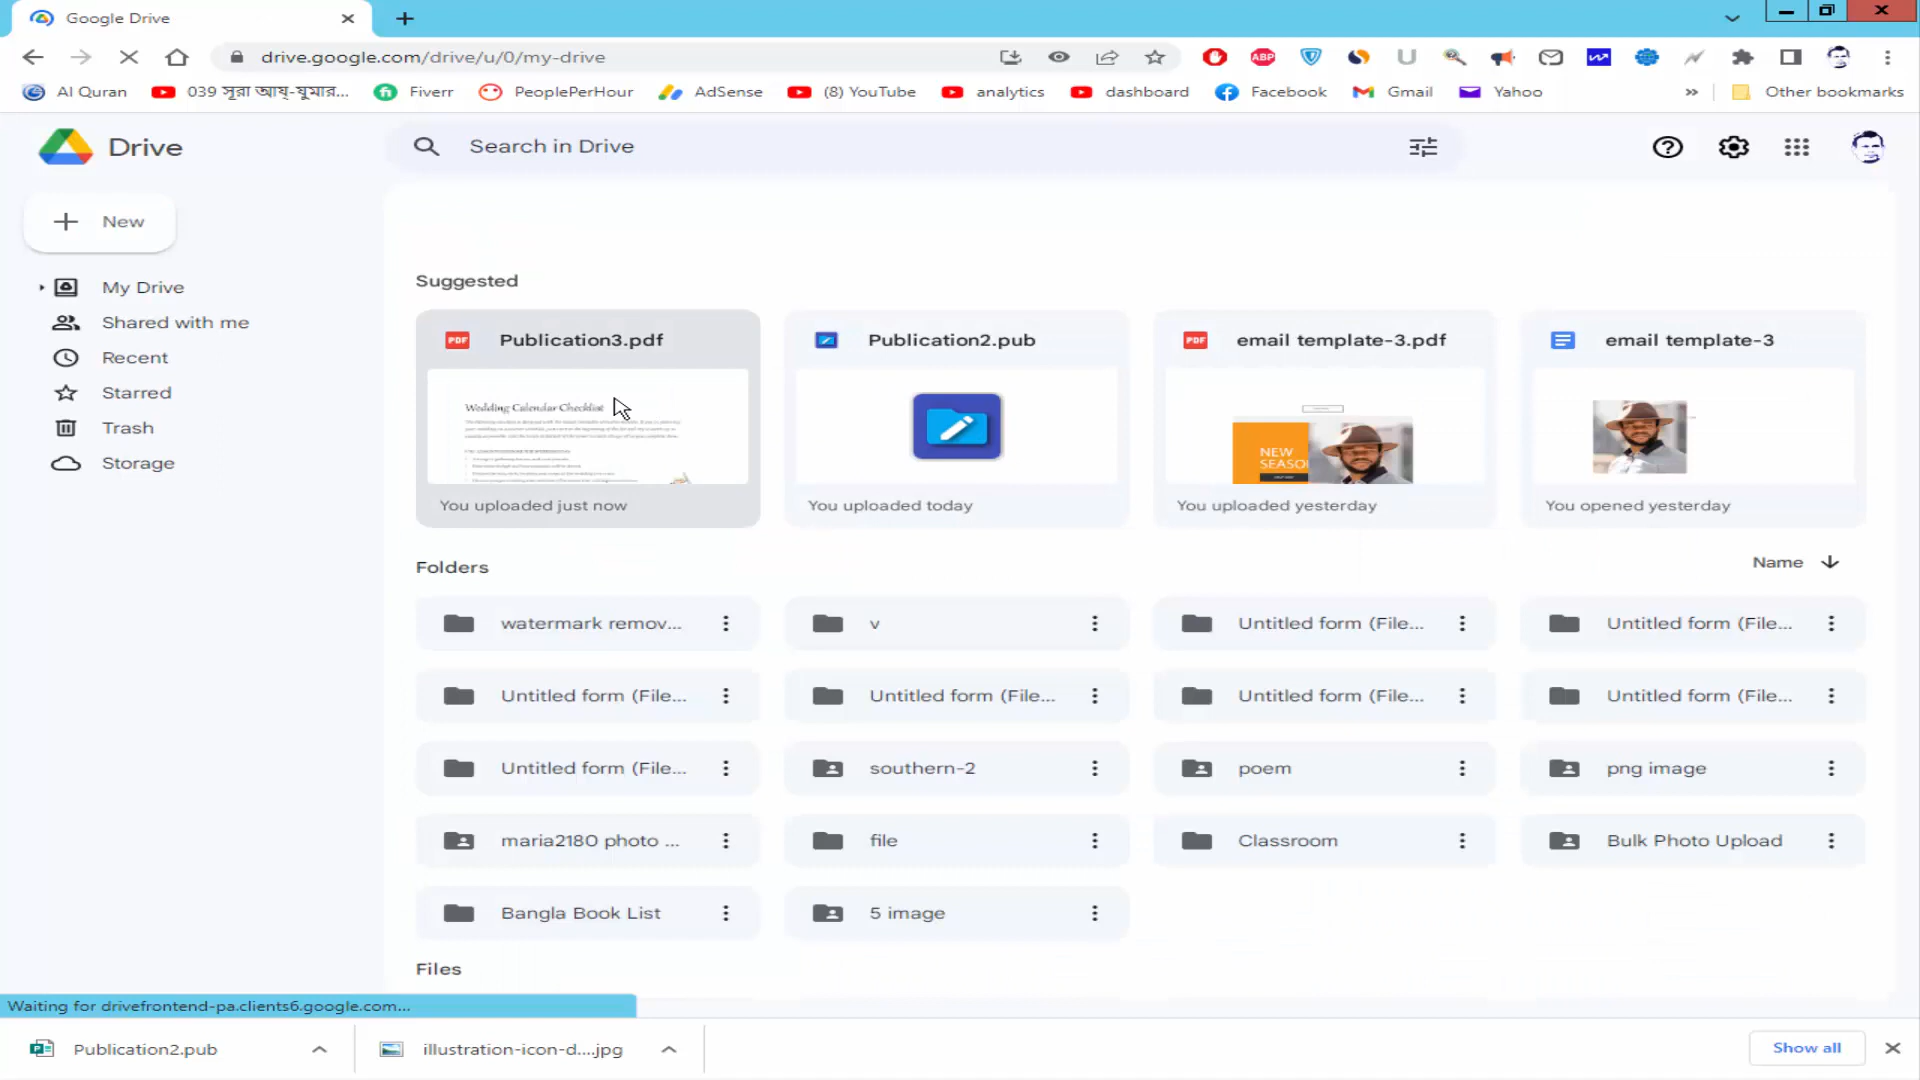 Google Drive
drive.google.com/drive/u/0/my-drive
ABP
Al Quran
039 সূরা আয্-যুমার...
Fiverr
PeoplePerHour
AdSense
(8) YouTube
analytics
dashboard
Facebook
Gmail
Yahoo
Other bookmarks
Drive
Search in Drive
New
My Drive
Shared with me
Recent
Starred
Trash
Storage
Suggested
PDF
Publication3.pdf
Publication2.pub
PDF
email template-3.pdf
email template-3
Wedding Calendar Checklist
NEW
SEASO
You uploaded just now
You uploaded today
You uploaded yesterday
You opened yesterday
Folders
Name
watermark remov...
v
Untitled form (File...
Untitled form (File...
Untitled form (File...
Untitled form (File...
Untitled form (File...
Untitled form (File...
Untitled form (File...
southern-2
poem
png image
maria2180 photo ...
file
Classroom
Bulk Photo Upload
Bangla Book List
5 image
Files
Waiting for drivefrontend-pa.clients6.google.com...
Publication2.pub
illustration-icon-d....jpg
Show all